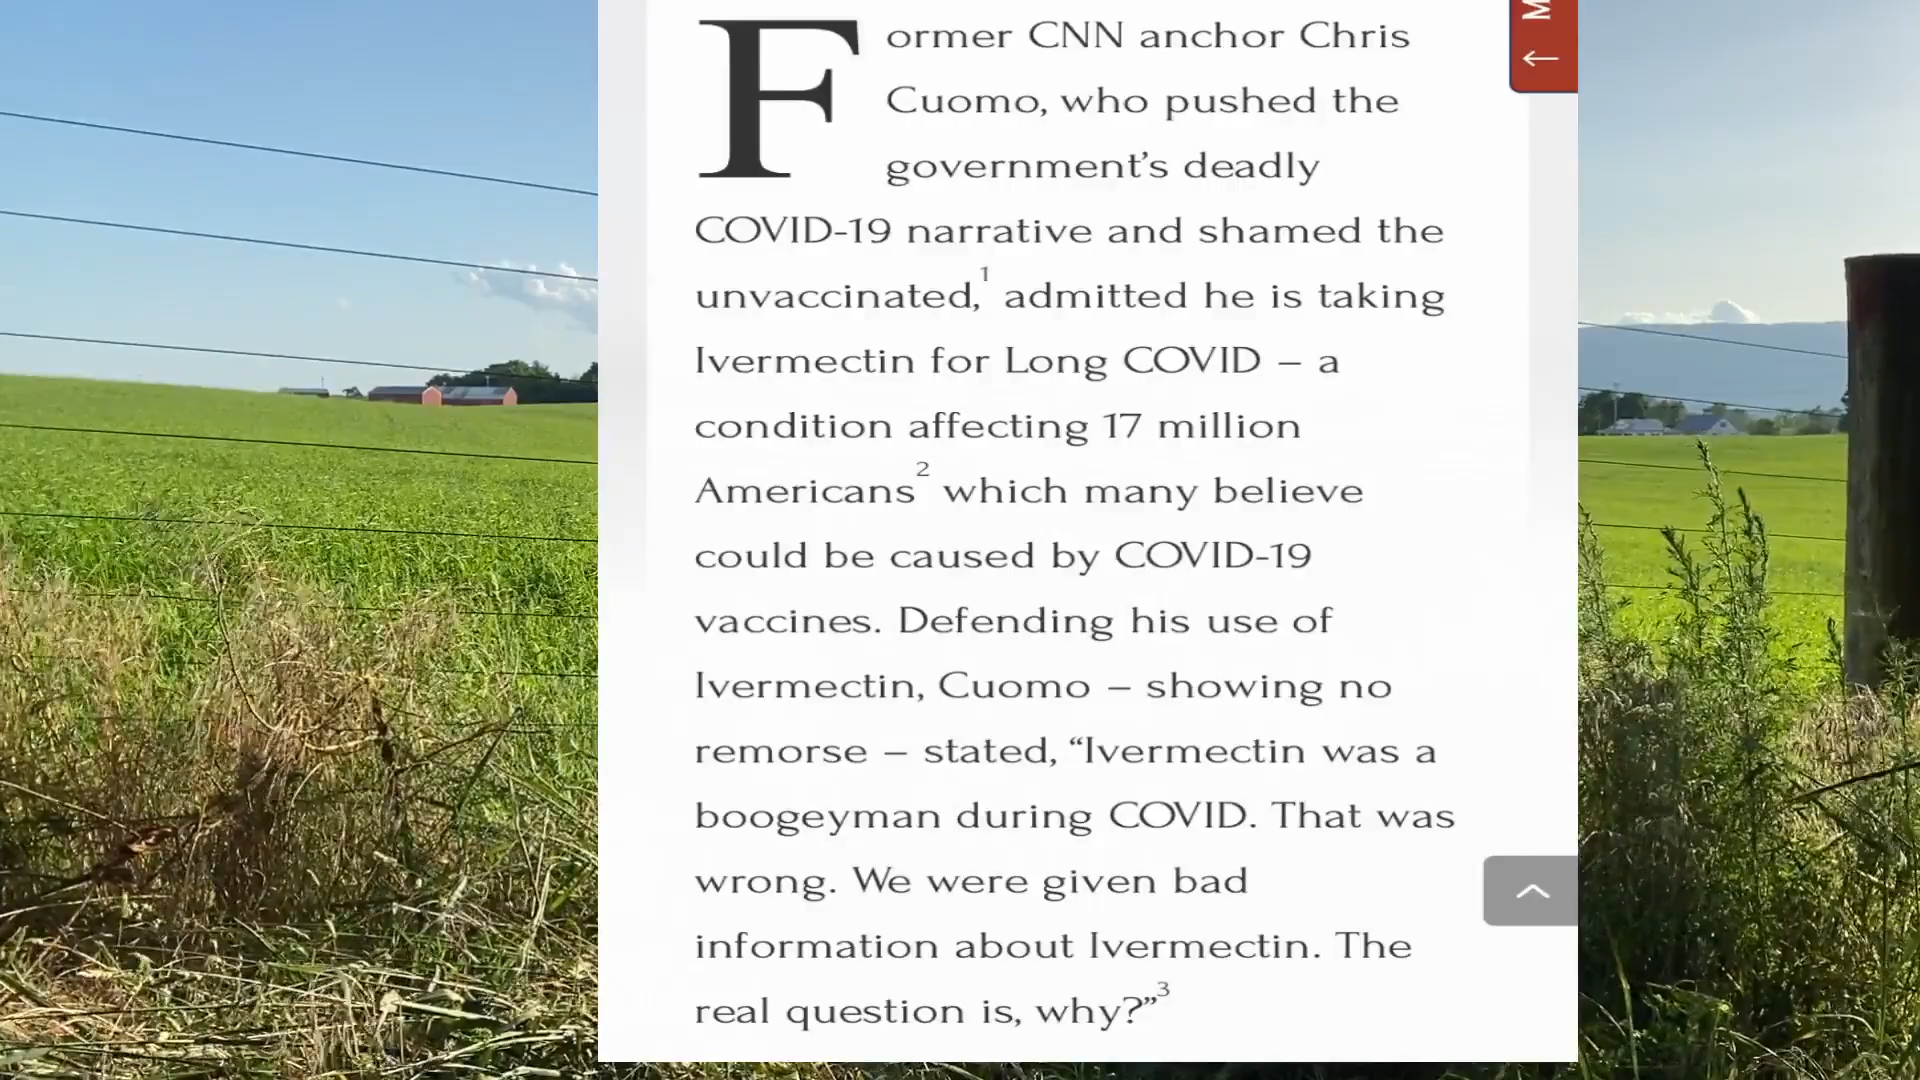 M
←
Former CNN anchor Chris
Cuomo, who pushed the
government’s deadly
COVID-19 narrative and shamed the
unvaccinated,1 admitted he is taking
Ivermectin for Long COVID – a
condition affecting 17 million
Americans2 which many believe
could be caused by COVID-19
vaccines. Defending his use of
Ivermectin, Cuomo – showing no
remorse – stated, “Ivermectin was a
boogeyman during COVID. That was
wrong. We were given bad
information about Ivermectin. The
real question is, why?”3